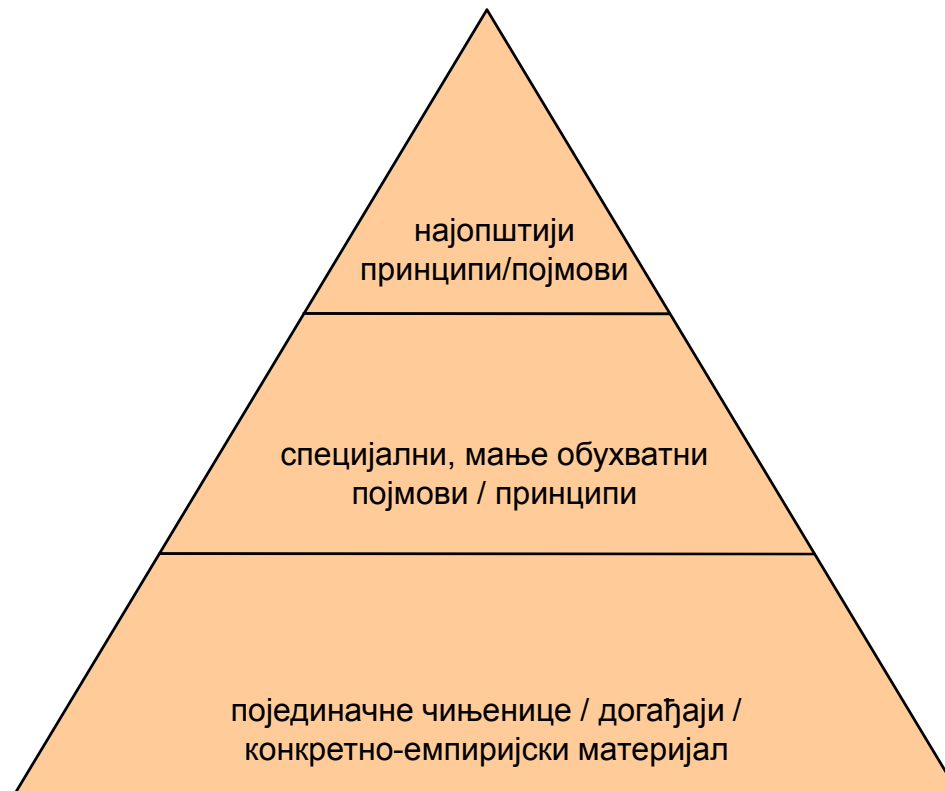 најопштији
принципи/појмови
специјални, мање обухватни
појмови / принципи
појединачне чињенице / догађаји /
конкретно-емпиријски материјал